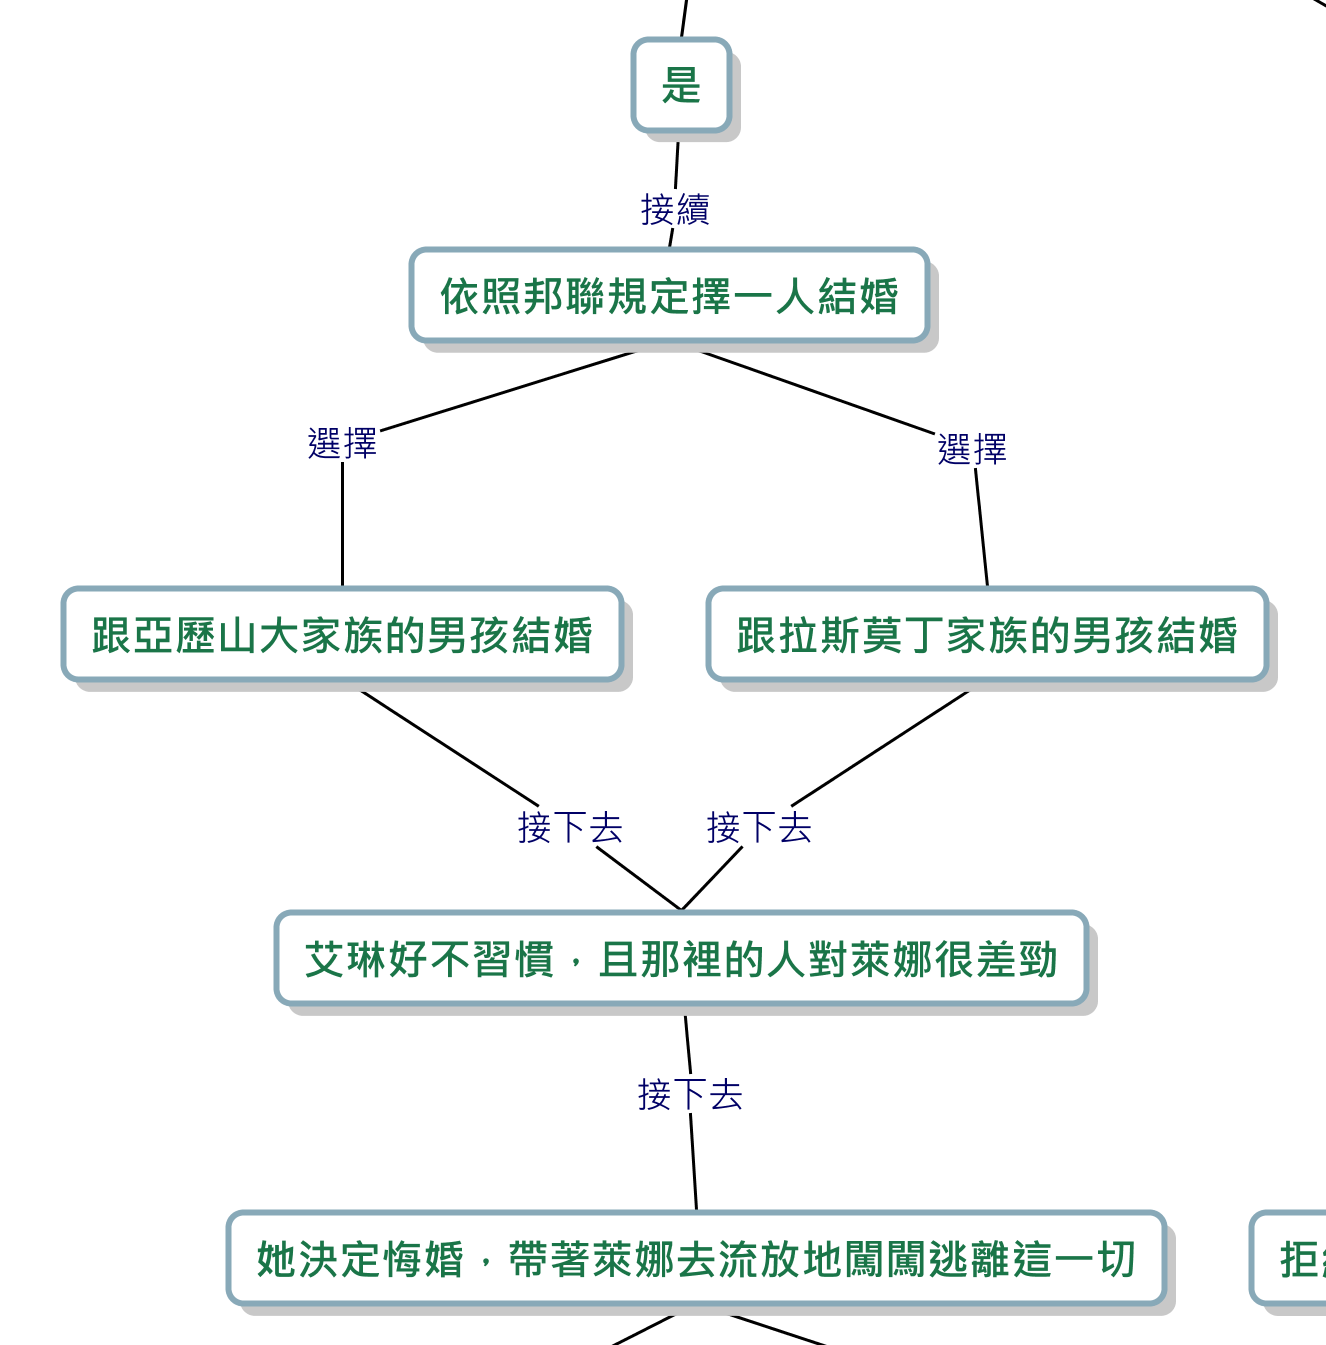 是
接續
依照邦聯規定擇一人結婚
選擇
選擇
跟亞歷山大家族的男孩結婚
跟拉斯莫丁家族的男孩結婚
接下去
接下去
艾琳好不習慣，且那裡的人對萊娜很差勁
接下去
她決定悔婚，帶著萊娜去流放地闖闖逃離這一切
拒